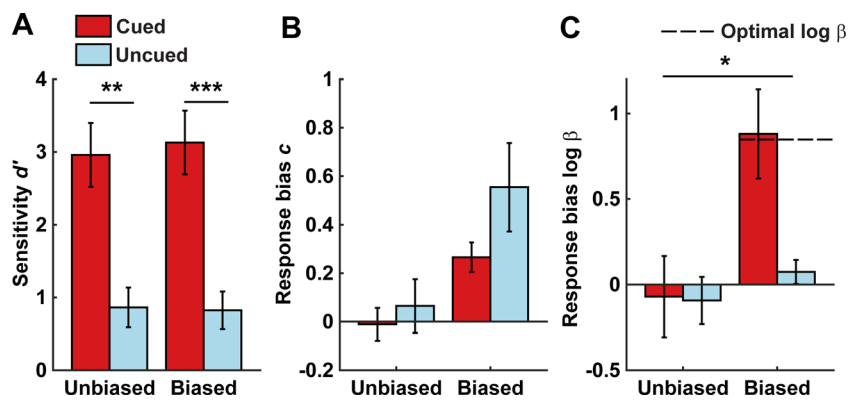 A
Cued
Uncued
Sensitivity d′
4
3
2
1
0
**
***
Unbiased
Biased
B
Response bias c
1
0.8
0.6
0.4
0.2
0
-0.2
Unbiased
Biased
C
Optimal log β
Response bias log β
1
0.5
0
-0.5
*
Unbiased
Biased